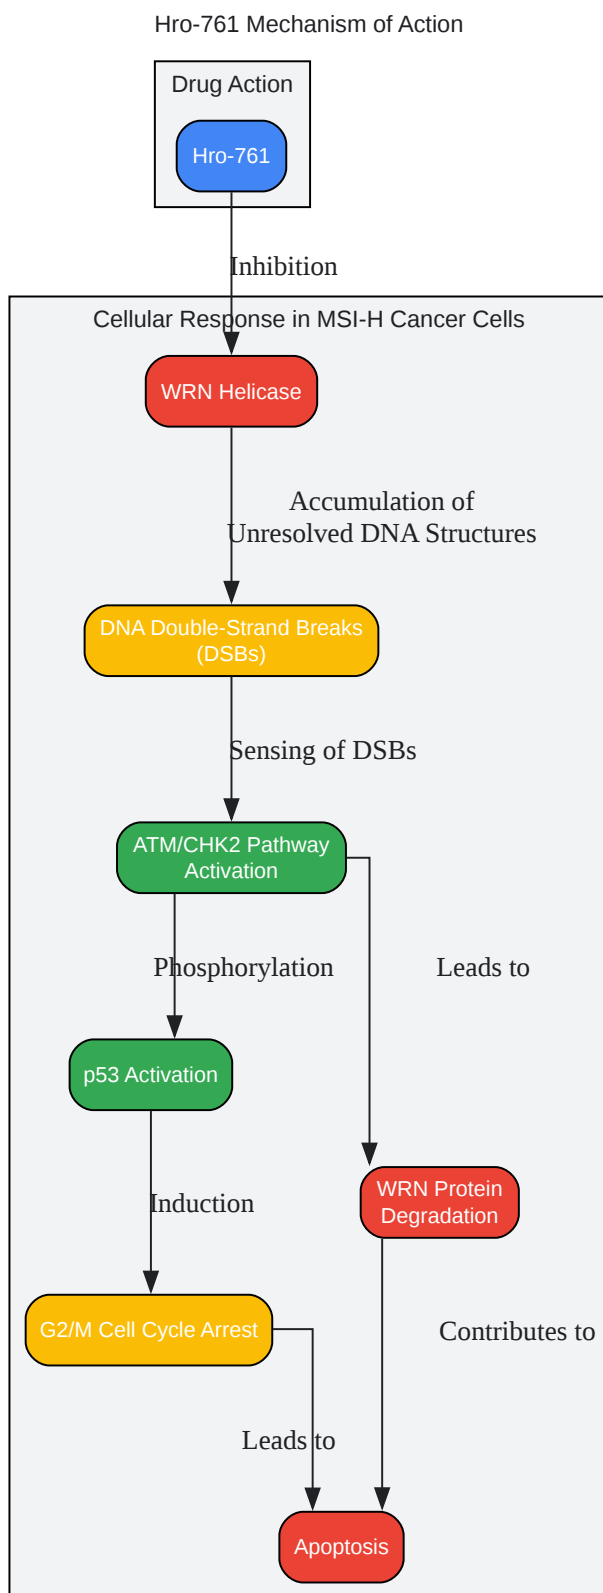 Hro-761 Mechanism of Action
Drug Action
Hro-761
Inhibition
Cellular Response in MSI-H Cancer Cells
WRN Helicase
Accumulation of
Unresolved DNA Structures
DNA Double-Strand Breaks
(DSBs)
Sensing of DSBs
ATM/CHK2 Pathway
Activation
Phosphorylation
Leads to
p53 Activation
WRN Protein
Degradation
Induction
G2/M Cell Cycle Arrest
Contributes to
Leads to
Apoptosis